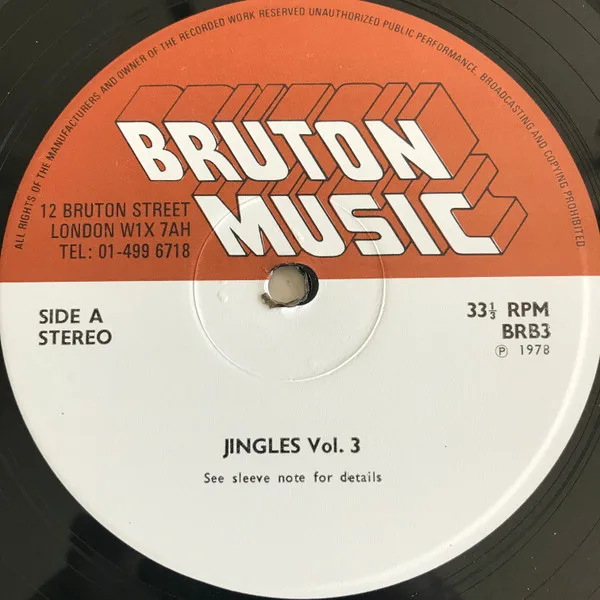 ALL RIGHTS OF THE MANUFACTURERS AND OWNER OF THE RECORDED WORK RESERVED UNAUTHORIZED PUBLIC PERFORMANCE, BROADCASTING AND COPYING PROHIBITED
BRUTON
MUSIC
12 BRUTON STREET
LONDON W1X 7AH
TEL: 01-499 6718
SIDE A
STEREO
33⅓ RPM
BRB3
℗ 1978
JINGLES Vol. 3
See sleeve note for details